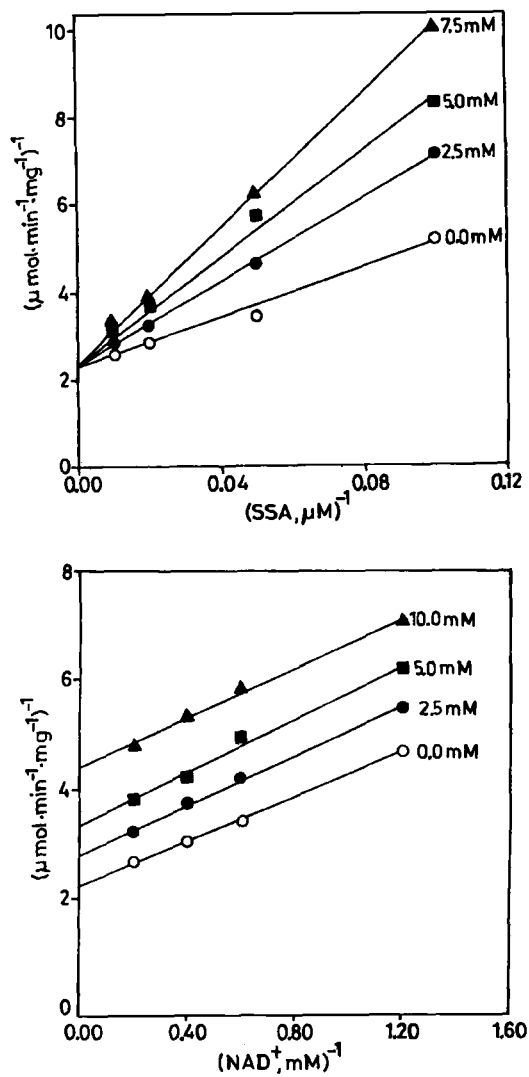 10
8
6
4
2
0
(μmol·min⁻¹·mg⁻¹)⁻¹
7.5mM
5.0mM
2.5mM
0.0mM
0.00 0.04 0.08 0.12
(SSA,μM)⁻¹
8
6
4
2
0
(μmol·min⁻¹·mg⁻¹)⁻¹
10.0mM
5.0mM
2.5mM
0.0mM
0.00 0.40 0.80 1.20 1.60
(NAD⁺,mM)⁻¹